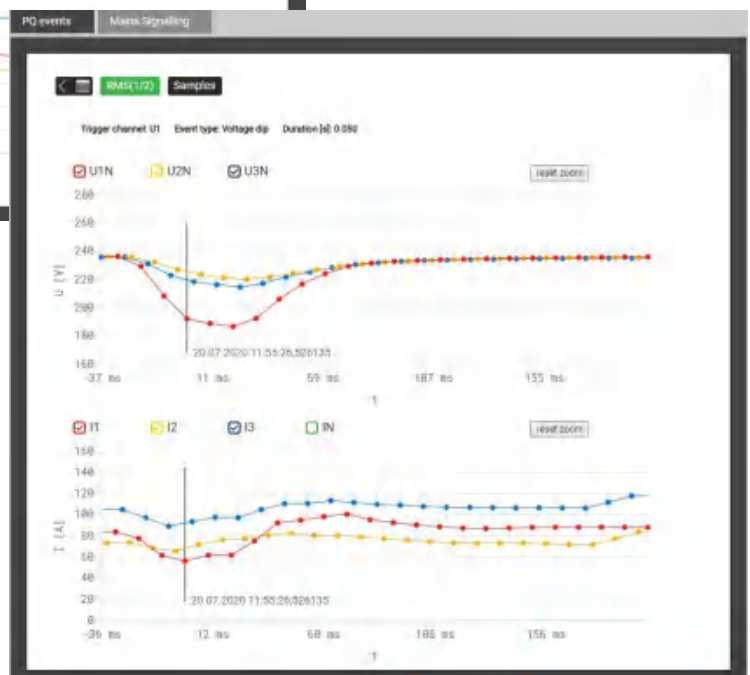 PQ events Mains Signalling
RMS(1/2) Samples
Trigger channel: U1 Event type: Voltage dip Duration [s]: 0.050
U1N U2N U3N reset zoom
280
260
240
220
200
180
160
U [V]
20.07.2020 11:55:26,526135
-37 ms 11 ms 59 ms 107 ms 155 ms
T
I1 I2 I3 IN reset zoom
160
140
120
100
80
60
40
20
0
I [A]
20.07.2020 11:55:26,526135
-36 ms 12 ms 60 ms 108 ms 156 ms
T